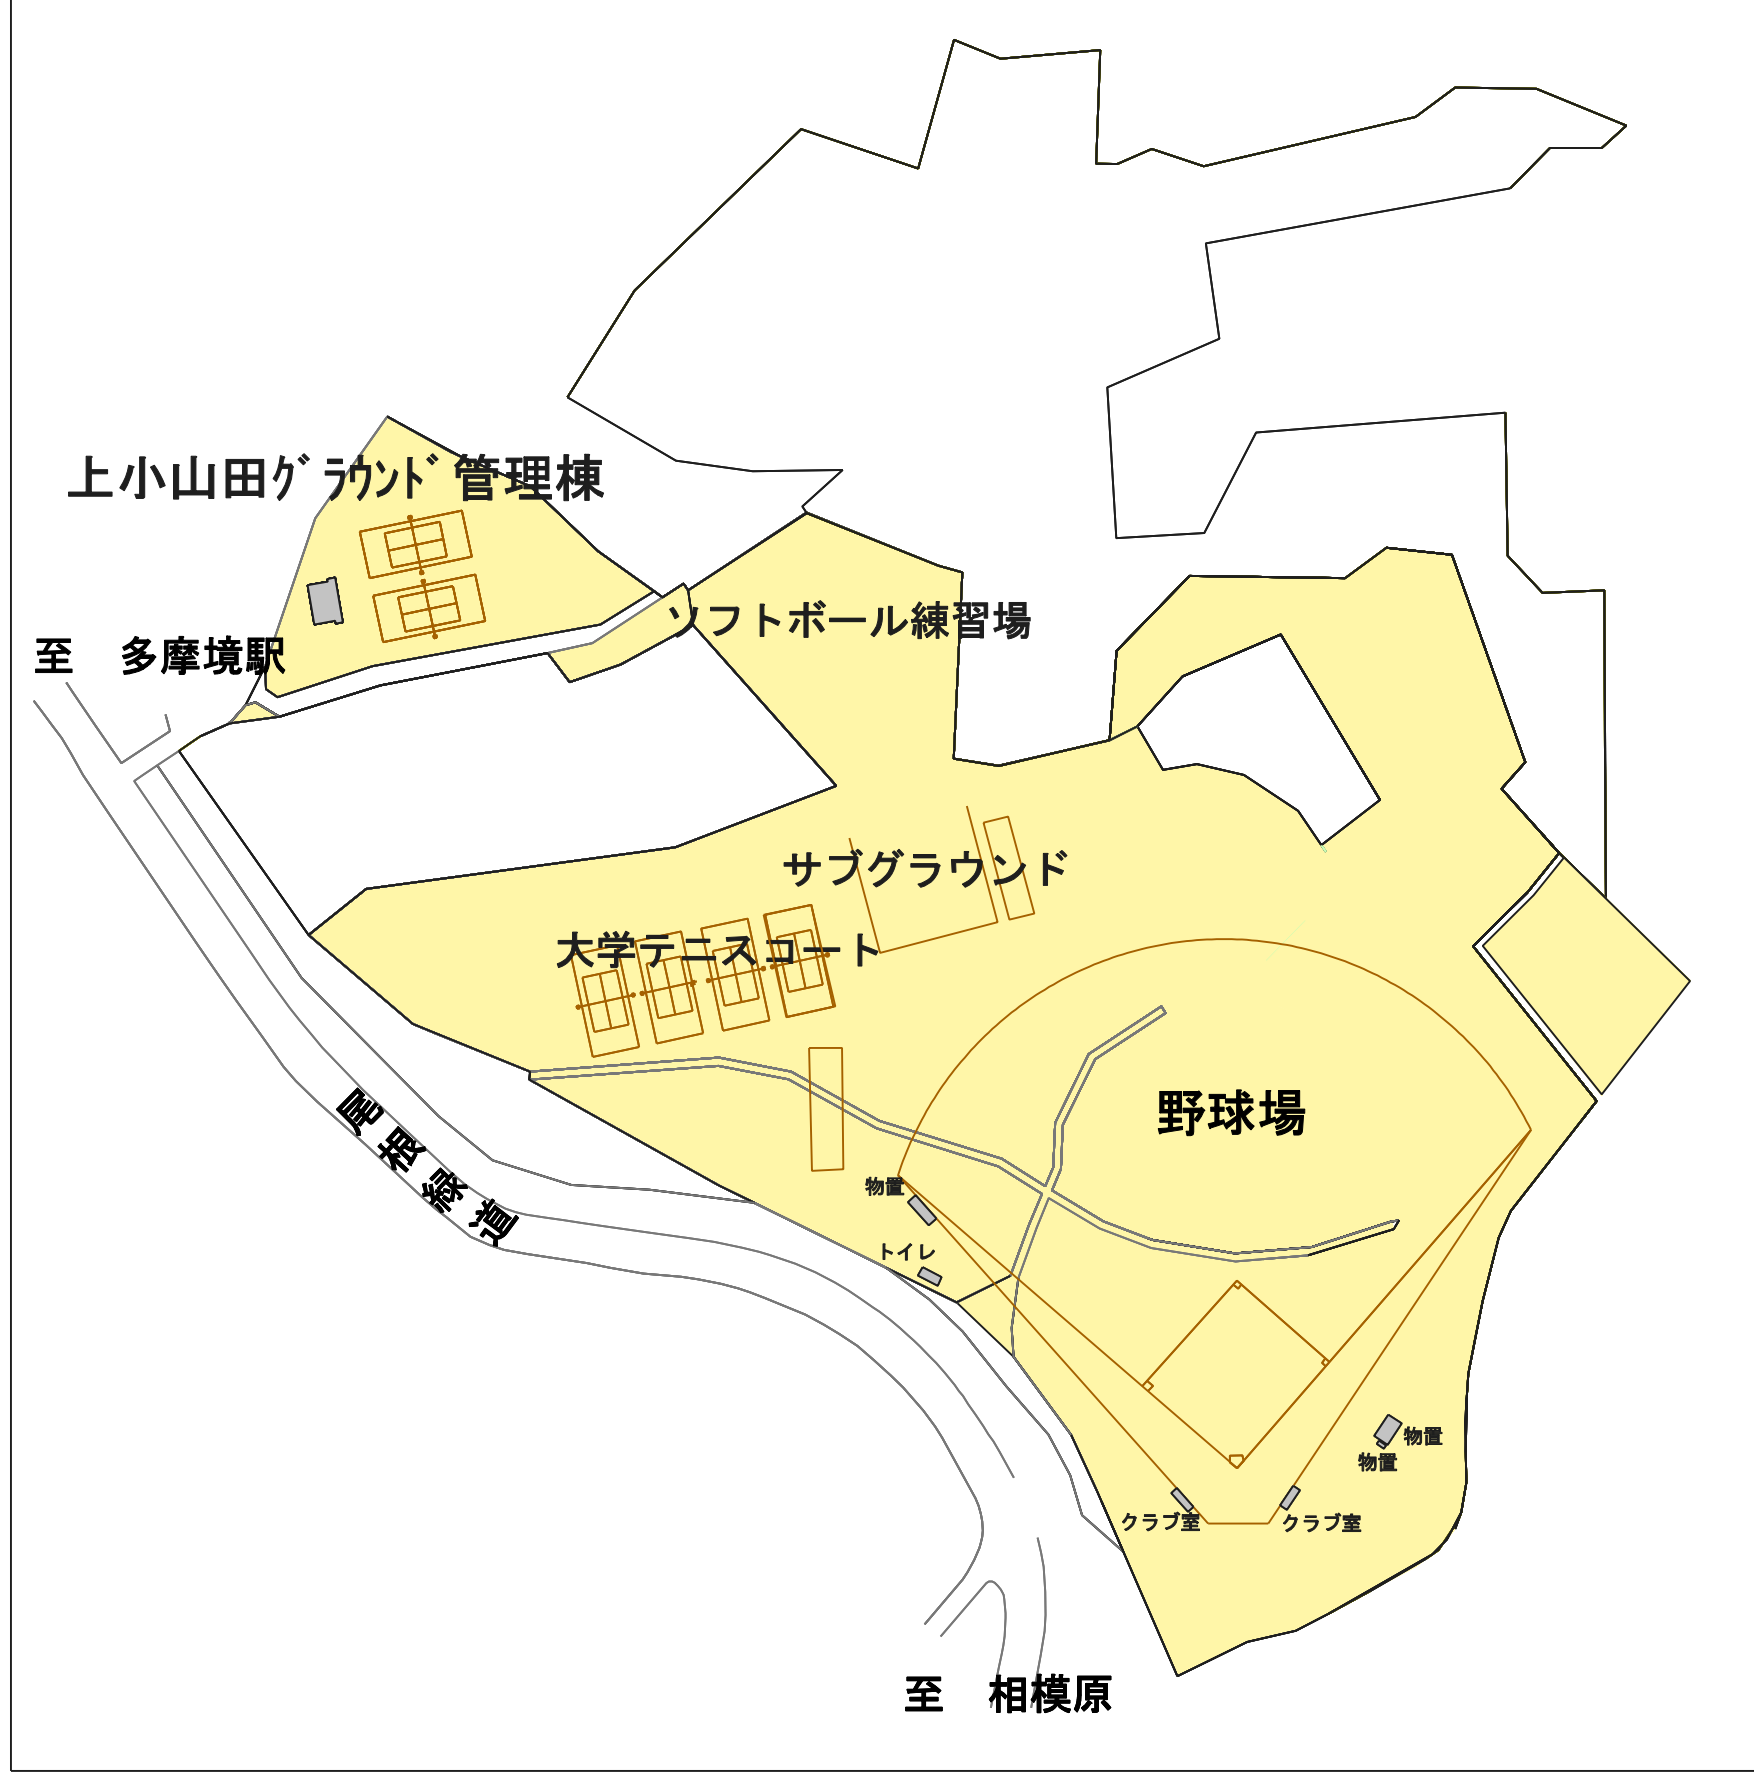 上小山田ｸﾞﾗｳﾝﾄﾞ管理棟
ソフトボール練習場
至　多摩境駅
サブグラウンド
大学テニスコート
野球場
尾根緑道
物置
トイレ
物置
物置
クラブ室
クラブ室
至　相模原